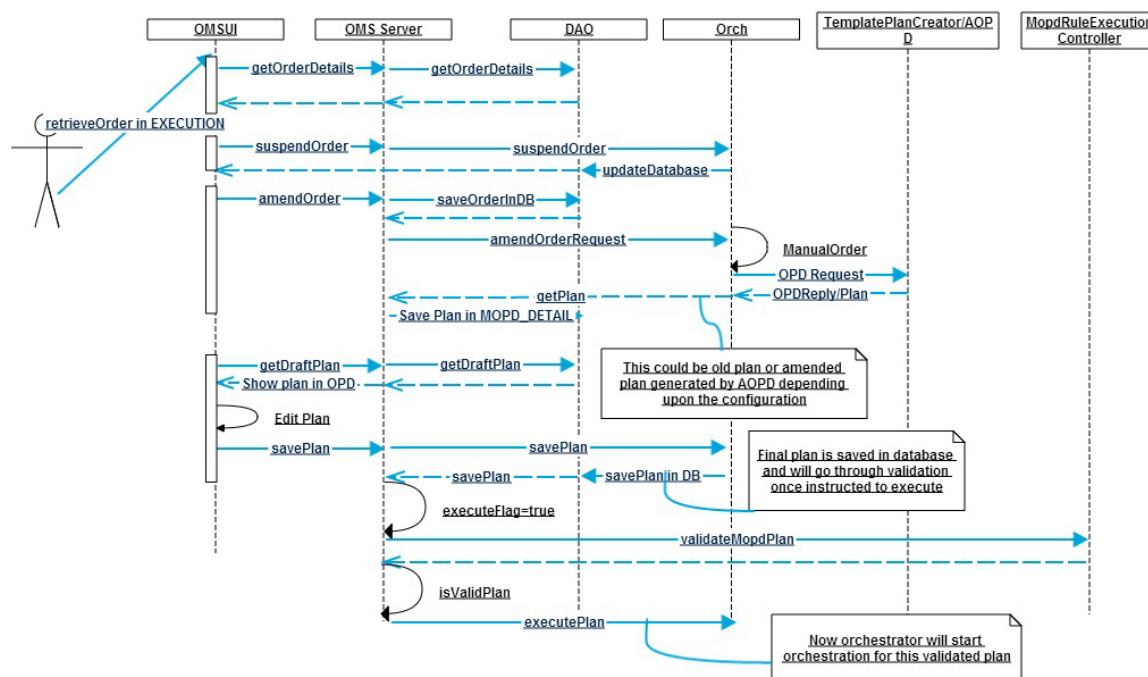 TemplatePlanCreator/AOP
D
MopdRuleExecution
Controller
OMSUI
OMS Server
DAO
Orch
getOrderDetails
getOrderDetails
retrieveOrder in EXECUTION
suspendOrder
suspendOrder
updateDatabase
amendOrder
saveOrderInDB
amendOrderRequest
ManualOrder
OPD Request
OPDReply/Plan
getPlan
Save Plan in MOPD_DETAIL
getDraftPlan
getDraftPlan
This could be old plan or amended
plan generated by AOPD depending
upon the configuration
Show plan in OPD
Edit Plan
savePlan
savePlan
Final plan is saved in database
and will go through validation
once instructed to execute
savePlan
savePlan in DB
executeFlag=true
validateMopdPlan
isValidPlan
executePlan
Now orchestrator will start
orchestration for this validated plan